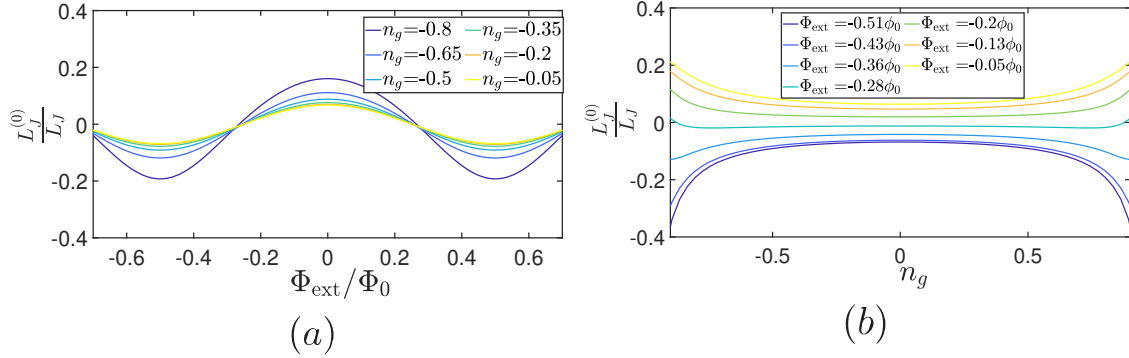 0.4
0.2
0
-0.2
-0.4
L_J^{(0)}
L_J
n_g=-0.8 n_g=-0.35
n_g=-0.65 n_g=-0.2
n_g=-0.5 n_g=-0.05
-0.6 -0.4 -0.2 0 0.2 0.4 0.6
Φ_ext/Φ_0
(a)
0.4
0.2
0
-0.2
-0.4
L_J^{(0)}
L_J
Φ_ext =-0.51ϕ_0 Φ_ext =-0.2ϕ_0
Φ_ext =-0.43ϕ_0 Φ_ext =-0.13ϕ_0
Φ_ext =-0.36ϕ_0 Φ_ext =-0.05ϕ_0
Φ_ext =-0.28ϕ_0
-0.5 0 0.5
n_g
(b)